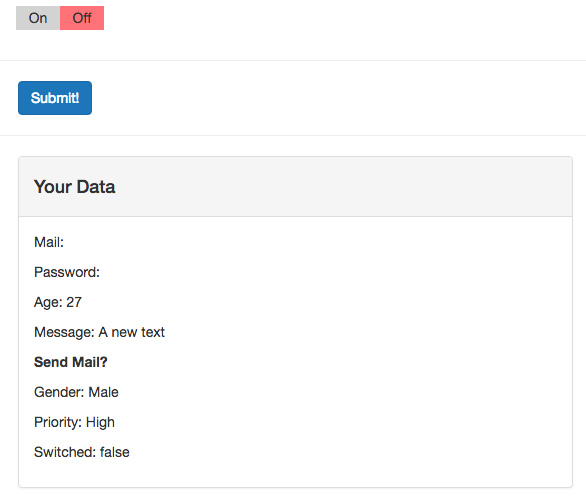 On Off
Submit!
Your Data
Mail:
Password:
Age: 27
Message: A new text
Send Mail?
Gender: Male
Priority: High
Switched: false